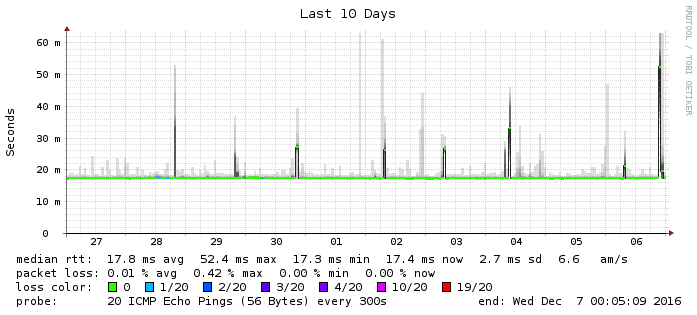 Last 10 Days
RRDTOOL / TOBI OETIKER
Seconds
60 m
50 m
40 m
30 m
20 m
10 m
0
27 28 29 30 01 02 03 04 05 06
median rtt: 17.8 ms avg 52.4 ms max 17.3 ms min 17.4 ms now 2.7 ms sd 6.6 am/s
packet loss: 0.01 % avg 0.42 % max 0.00 % min 0.00 % now
loss color: 0 1/20 2/20 3/20 4/20 10/20 19/20
probe: 20 ICMP Echo Pings (56 Bytes) every 300s end: Wed Dec 7 00:05:09 2016